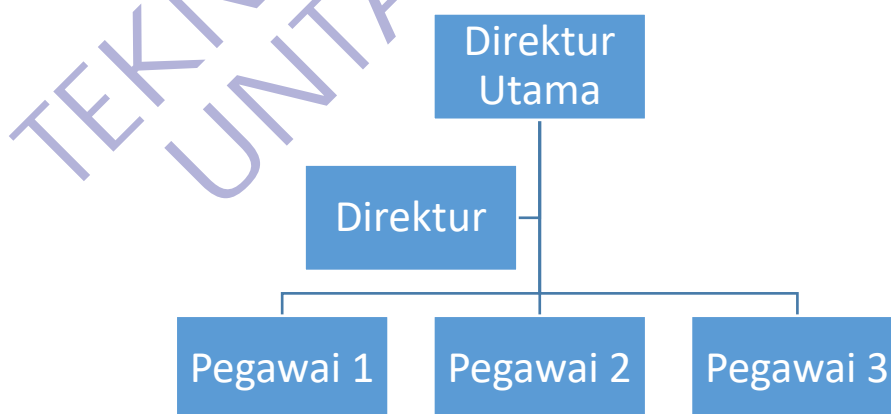 Direktur
Utama
Direktur
Pegawai 1
Pegawai 2
Pegawai 3